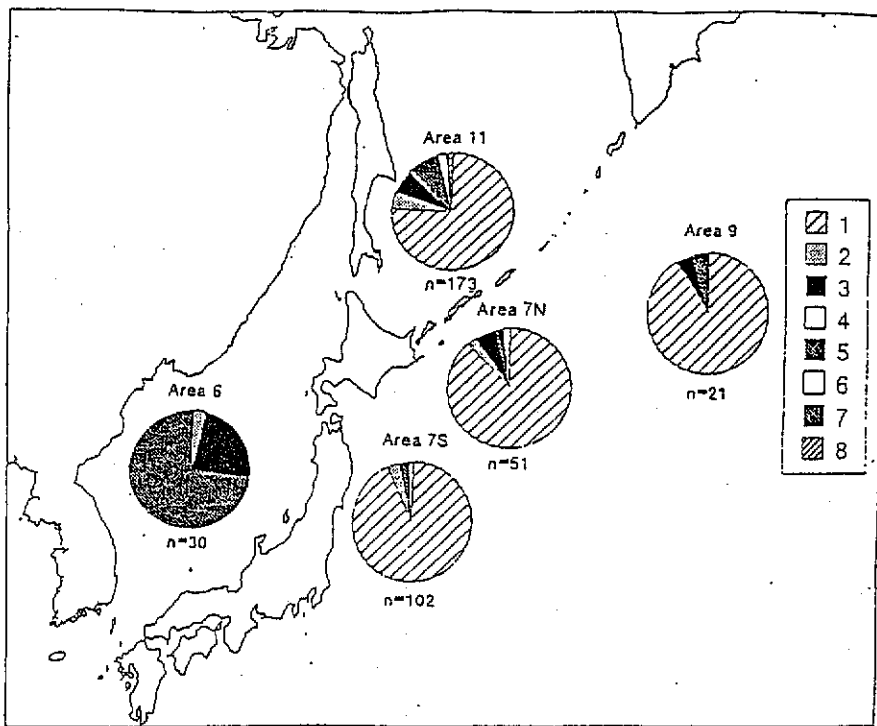 Area 11
n=173
Area 9
n=21
Area 7N
n=51
Area 6
n=30
Area 7S
n=102
1
2
3
4
5
6
7
8